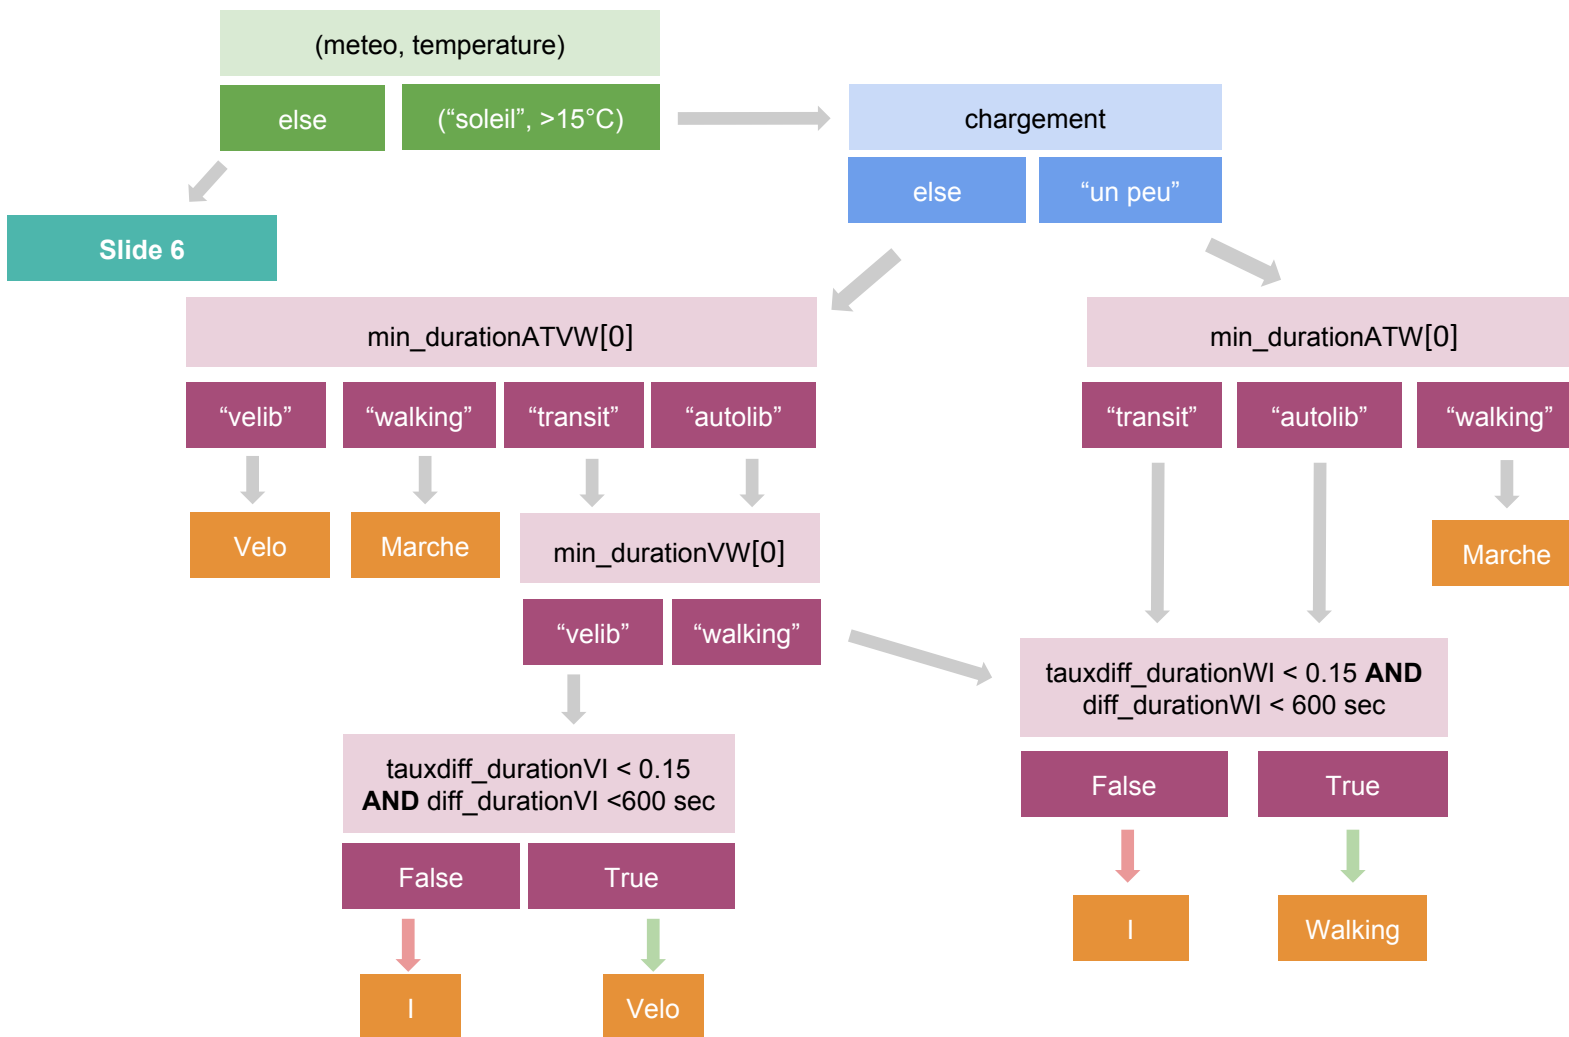 (meteo, temperature)
else
(“soleil”, >15°C)
chargement
else
“un peu”
Slide 6
min_durationATVW[0]
min_durationATW[0]
“velib”
“walking”
“transit”
“autolib”
“transit”
“autolib”
“walking”
Velo
Marche
min_durationVW[0]
Marche
“velib”
“walking”
tauxdiff_durationWI < 0.15 AND
diff_durationWI < 600 sec
tauxdiff_durationVI < 0.15
AND diff_durationVI <600 sec
False
True
False
True
I
Walking
I
Velo